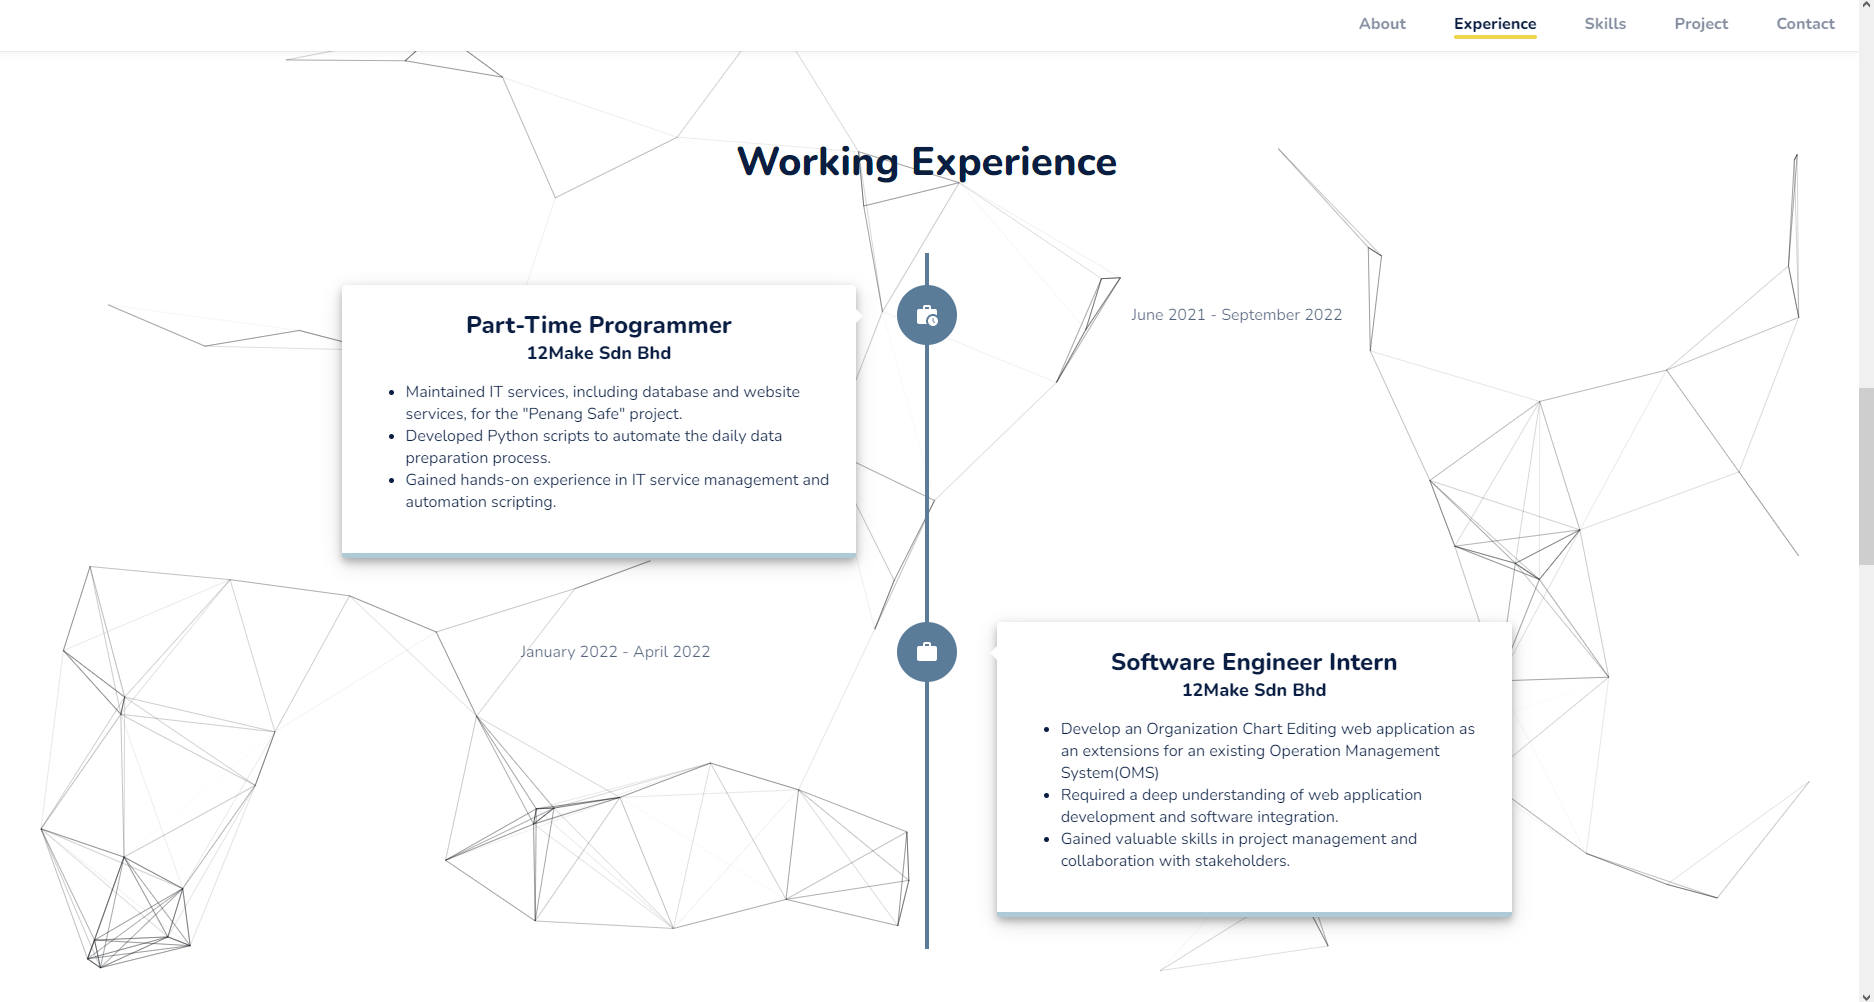 About Experience Skills Project Contact
Working Experience
Part-Time Programmer
12Make Sdn Bhd
Maintained IT services, including database and website
services, for the "Penang Safe" project.
Developed Python scripts to automate the daily data
preparation process.
Gained hands-on experience in IT service management and
automation scripting.
June 2021 - September 2022
January 2022 - April 2022
Software Engineer Intern
12Make Sdn Bhd
Develop an Organization Chart Editing web application as
an extensions for an existing Operation Management
System(OMS)
Required a deep understanding of web application
development and software integration.
Gained valuable skills in project management and
collaboration with stakeholders.